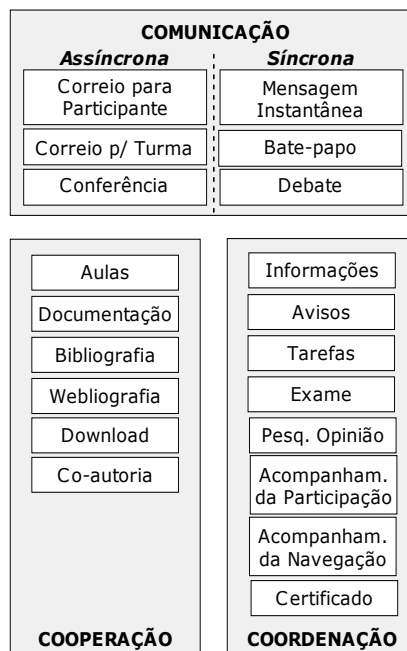 COMUNICAÇÃO
Assíncrona
Síncrona
Correio para
Participante
Mensagem
Instantânea
Correio p/ Turma
Bate-papo
Conferência
Debate
Aulas
Documentação
Bibliografia
Webliografia
Download
Co-autoria
COOPERAÇÃO
Informações
Avisos
Tarefas
Exame
Pesq. Opinião
Acompanham.
da Participação
Acompanham.
da Navegação
Certificado
COORDENAÇÃO